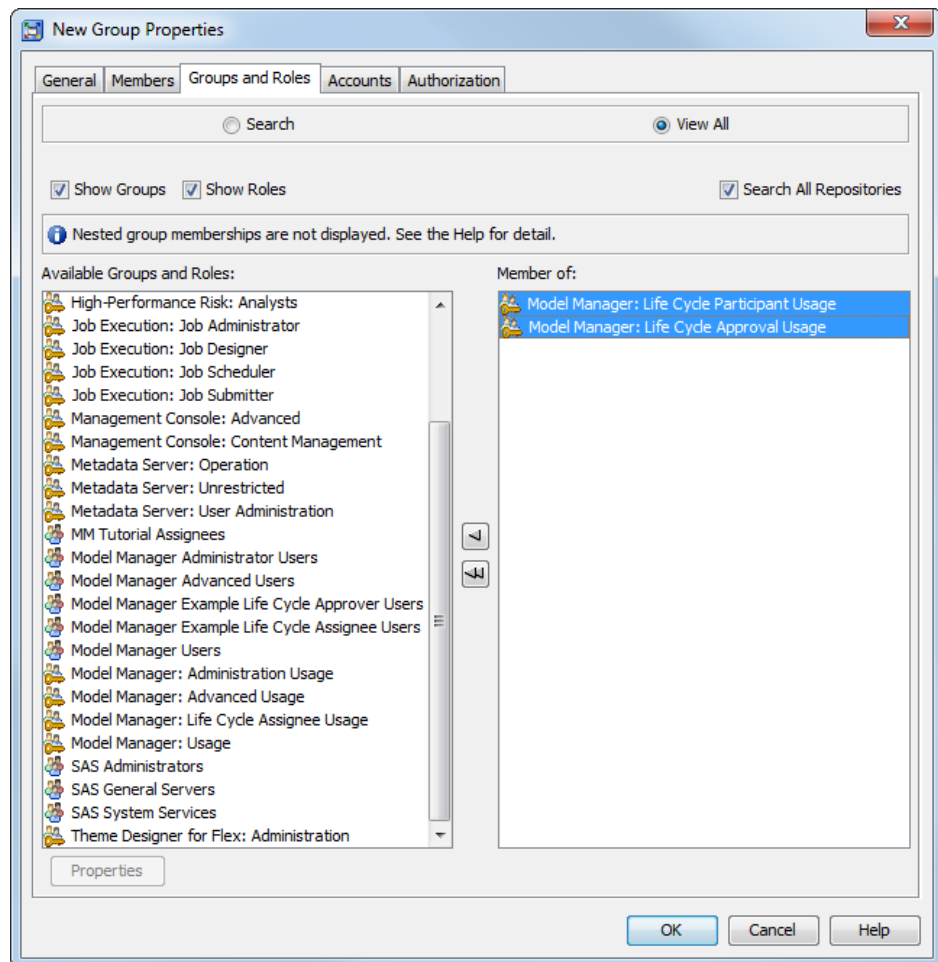 New Group Properties
General Members Groups and Roles Accounts Authorization
Search View All
Show Groups Show Roles Search All Repositories
Nested group memberships are not displayed. See the Help for detail.
Available Groups and Roles: Member of:
High-Performance Risk: Analysts
Job Execution: Job Administrator
Job Execution: Job Designer
Job Execution: Job Scheduler
Job Execution: Job Submitter
Management Console: Advanced
Management Console: Content Management
Metadata Server: Operation
Metadata Server: Unrestricted
Metadata Server: User Administration
MM Tutorial Assignees
Model Manager Administrator Users
Model Manager Advanced Users
Model Manager Example Life Cycle Approver Users
Model Manager Example Life Cycle Assignee Users
Model Manager Users
Model Manager: Administration Usage
Model Manager: Advanced Usage
Model Manager: Life Cycle Assignee Usage
Model Manager: Usage
SAS Administrators
SAS General Servers
SAS System Services
Theme Designer for Flex: Administration
Model Manager: Life Cycle Participant Usage
Model Manager: Life Cycle Approval Usage
Properties
OK Cancel Help